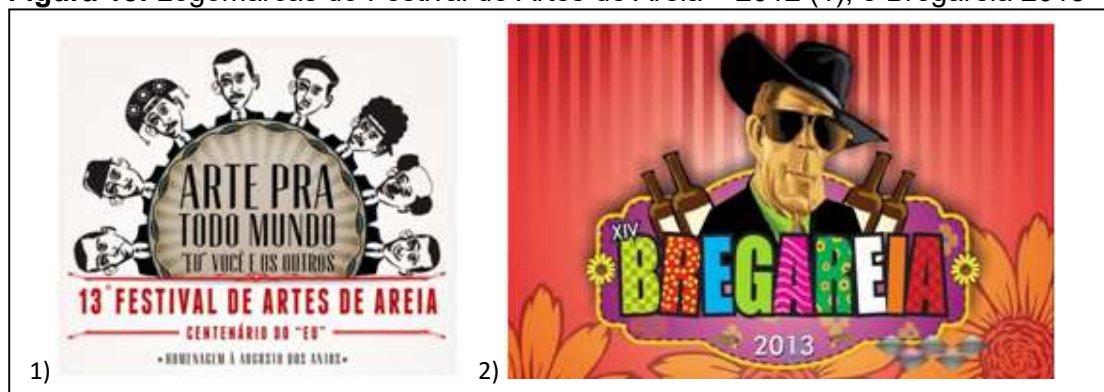 ARTE PRA
TODO MUNDO
"EU" VOCÊ E OS OUTROS
13º FESTIVAL DE ARTES DE AREIA
CENTENÁRIO DO "EU"
HOMENAGEM À AUGUSTO DOS ANJOS
1)
XIV
BREGAREIA
2013
2)